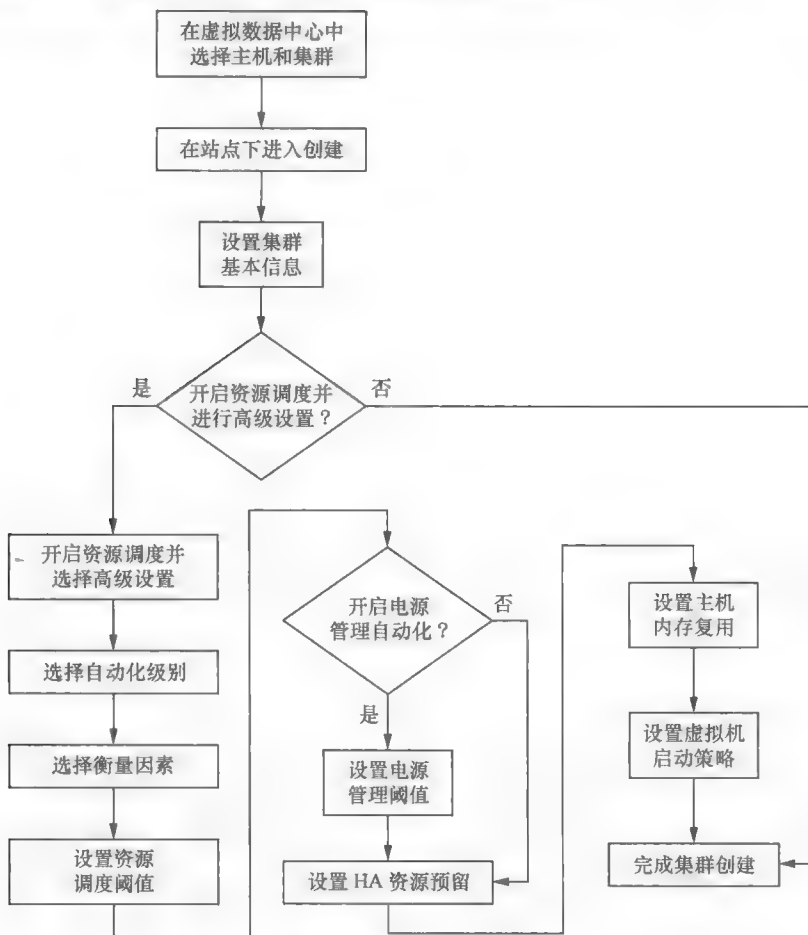 在虚拟数据中心中
选择主机和集群
在站点下进入创建
设置集群
基本信息
是
开启资源调度并
进行高级设置？
否
开启资源调度并
选择高级设置
选择自动化级别
选择衡量因素
设置资源
调度阈值
开启电源
管理自动化？
否
是
设置电源
管理阈值
设置 HA 资源预留
设置主机
内存复用
设置虚拟机
启动策略
完成集群创建